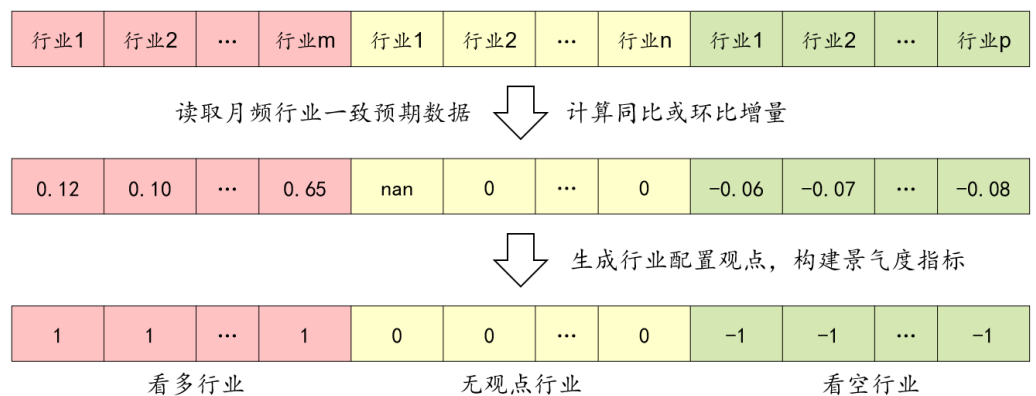 行业1 行业2 … 行业m 行业1 行业2 … 行业n 行业1 行业2 … 行业p
读取月频行业一致预期数据 计算同比或环比增量
0.12 0.10 … 0.65 nan 0 … 0 -0.06 -0.07 … -0.08
生成行业配置观点，构建景气度指标
1 1 … 1 0 0 … 0 -1 -1 … -1
看多行业 无观点行业 看空行业